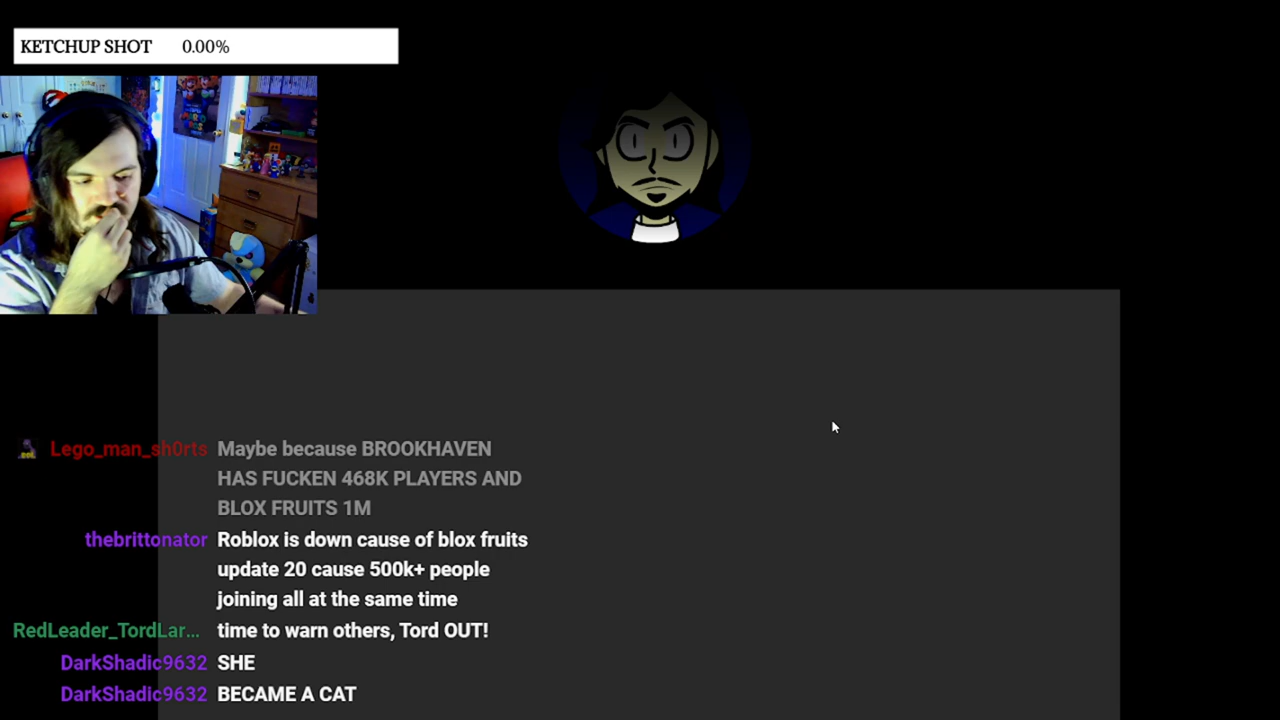 KETCHUP SHOT 0.00%
Lego_man_sh0rts Maybe because BROOKHAVEN
HAS FUCKEN 468K PLAYERS AND
BLOX FRUITS 1M
thebrittonator Roblox is down cause of blox fruits
update 20 cause 500k+ people
joining all at the same time
RedLeader_TordLar... time to warn others, Tord OUT!
DarkShadic9632 SHE
DarkShadic9632 BECAME A CAT